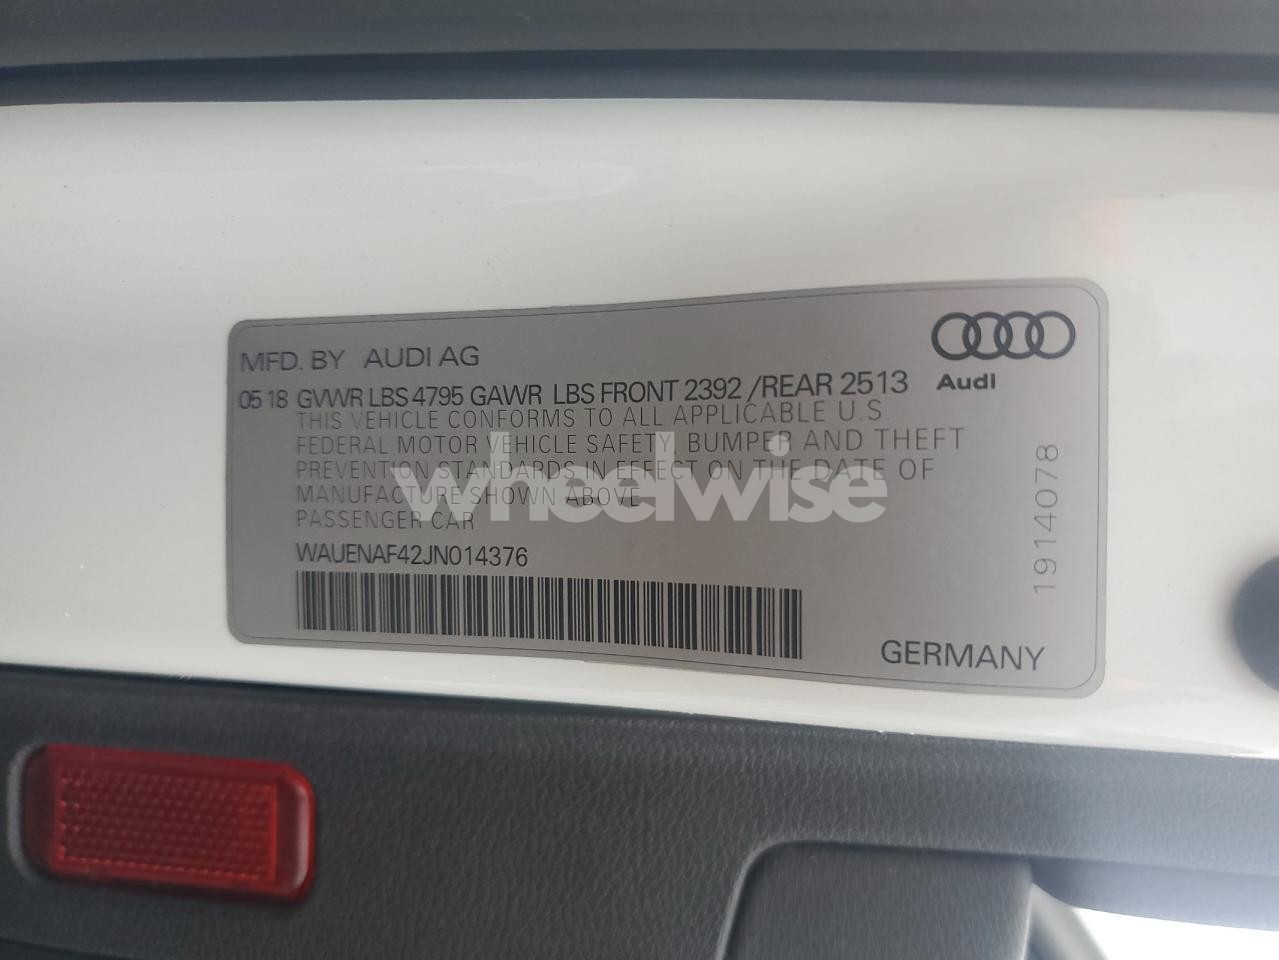 MFD. BY AUDI AG
Audi
05 18 GVWR LBS 4795 GAWR LBS FRONT 2392 /REAR 2513
THIS VEHICLE CONFORMS TO ALL APPLICABLE U.S.
FEDERAL MOTOR VEHICLE SAFETY, BUMPER AND THEFT
PREVENTION STANDARDS IN EFFECT ON THE DATE OF
MANUFACTURE SHOWN ABOVE
PASSENGER CAR
WAUENAF42JN014376
GERMANY
1914078
wheelwise